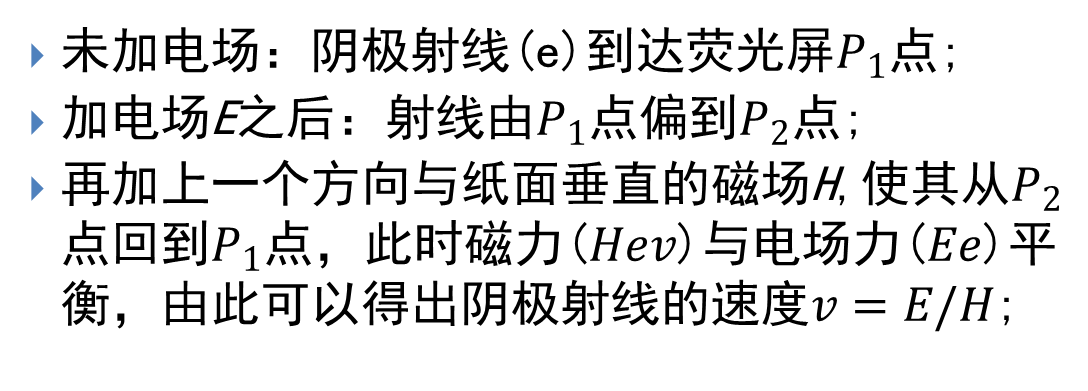 ▸ 未加电场：阴极射线(e)到达荧光屏P₁点;
▸ 加电场E之后：射线由P₁点偏到P₂点;
▸ 再加上一个方向与纸面垂直的磁场H,使其从P₂
点回到P₁点，此时磁力(Hev)与电场力(Ee)平
衡，由此可以得出阴极射线的速度v = E/H;